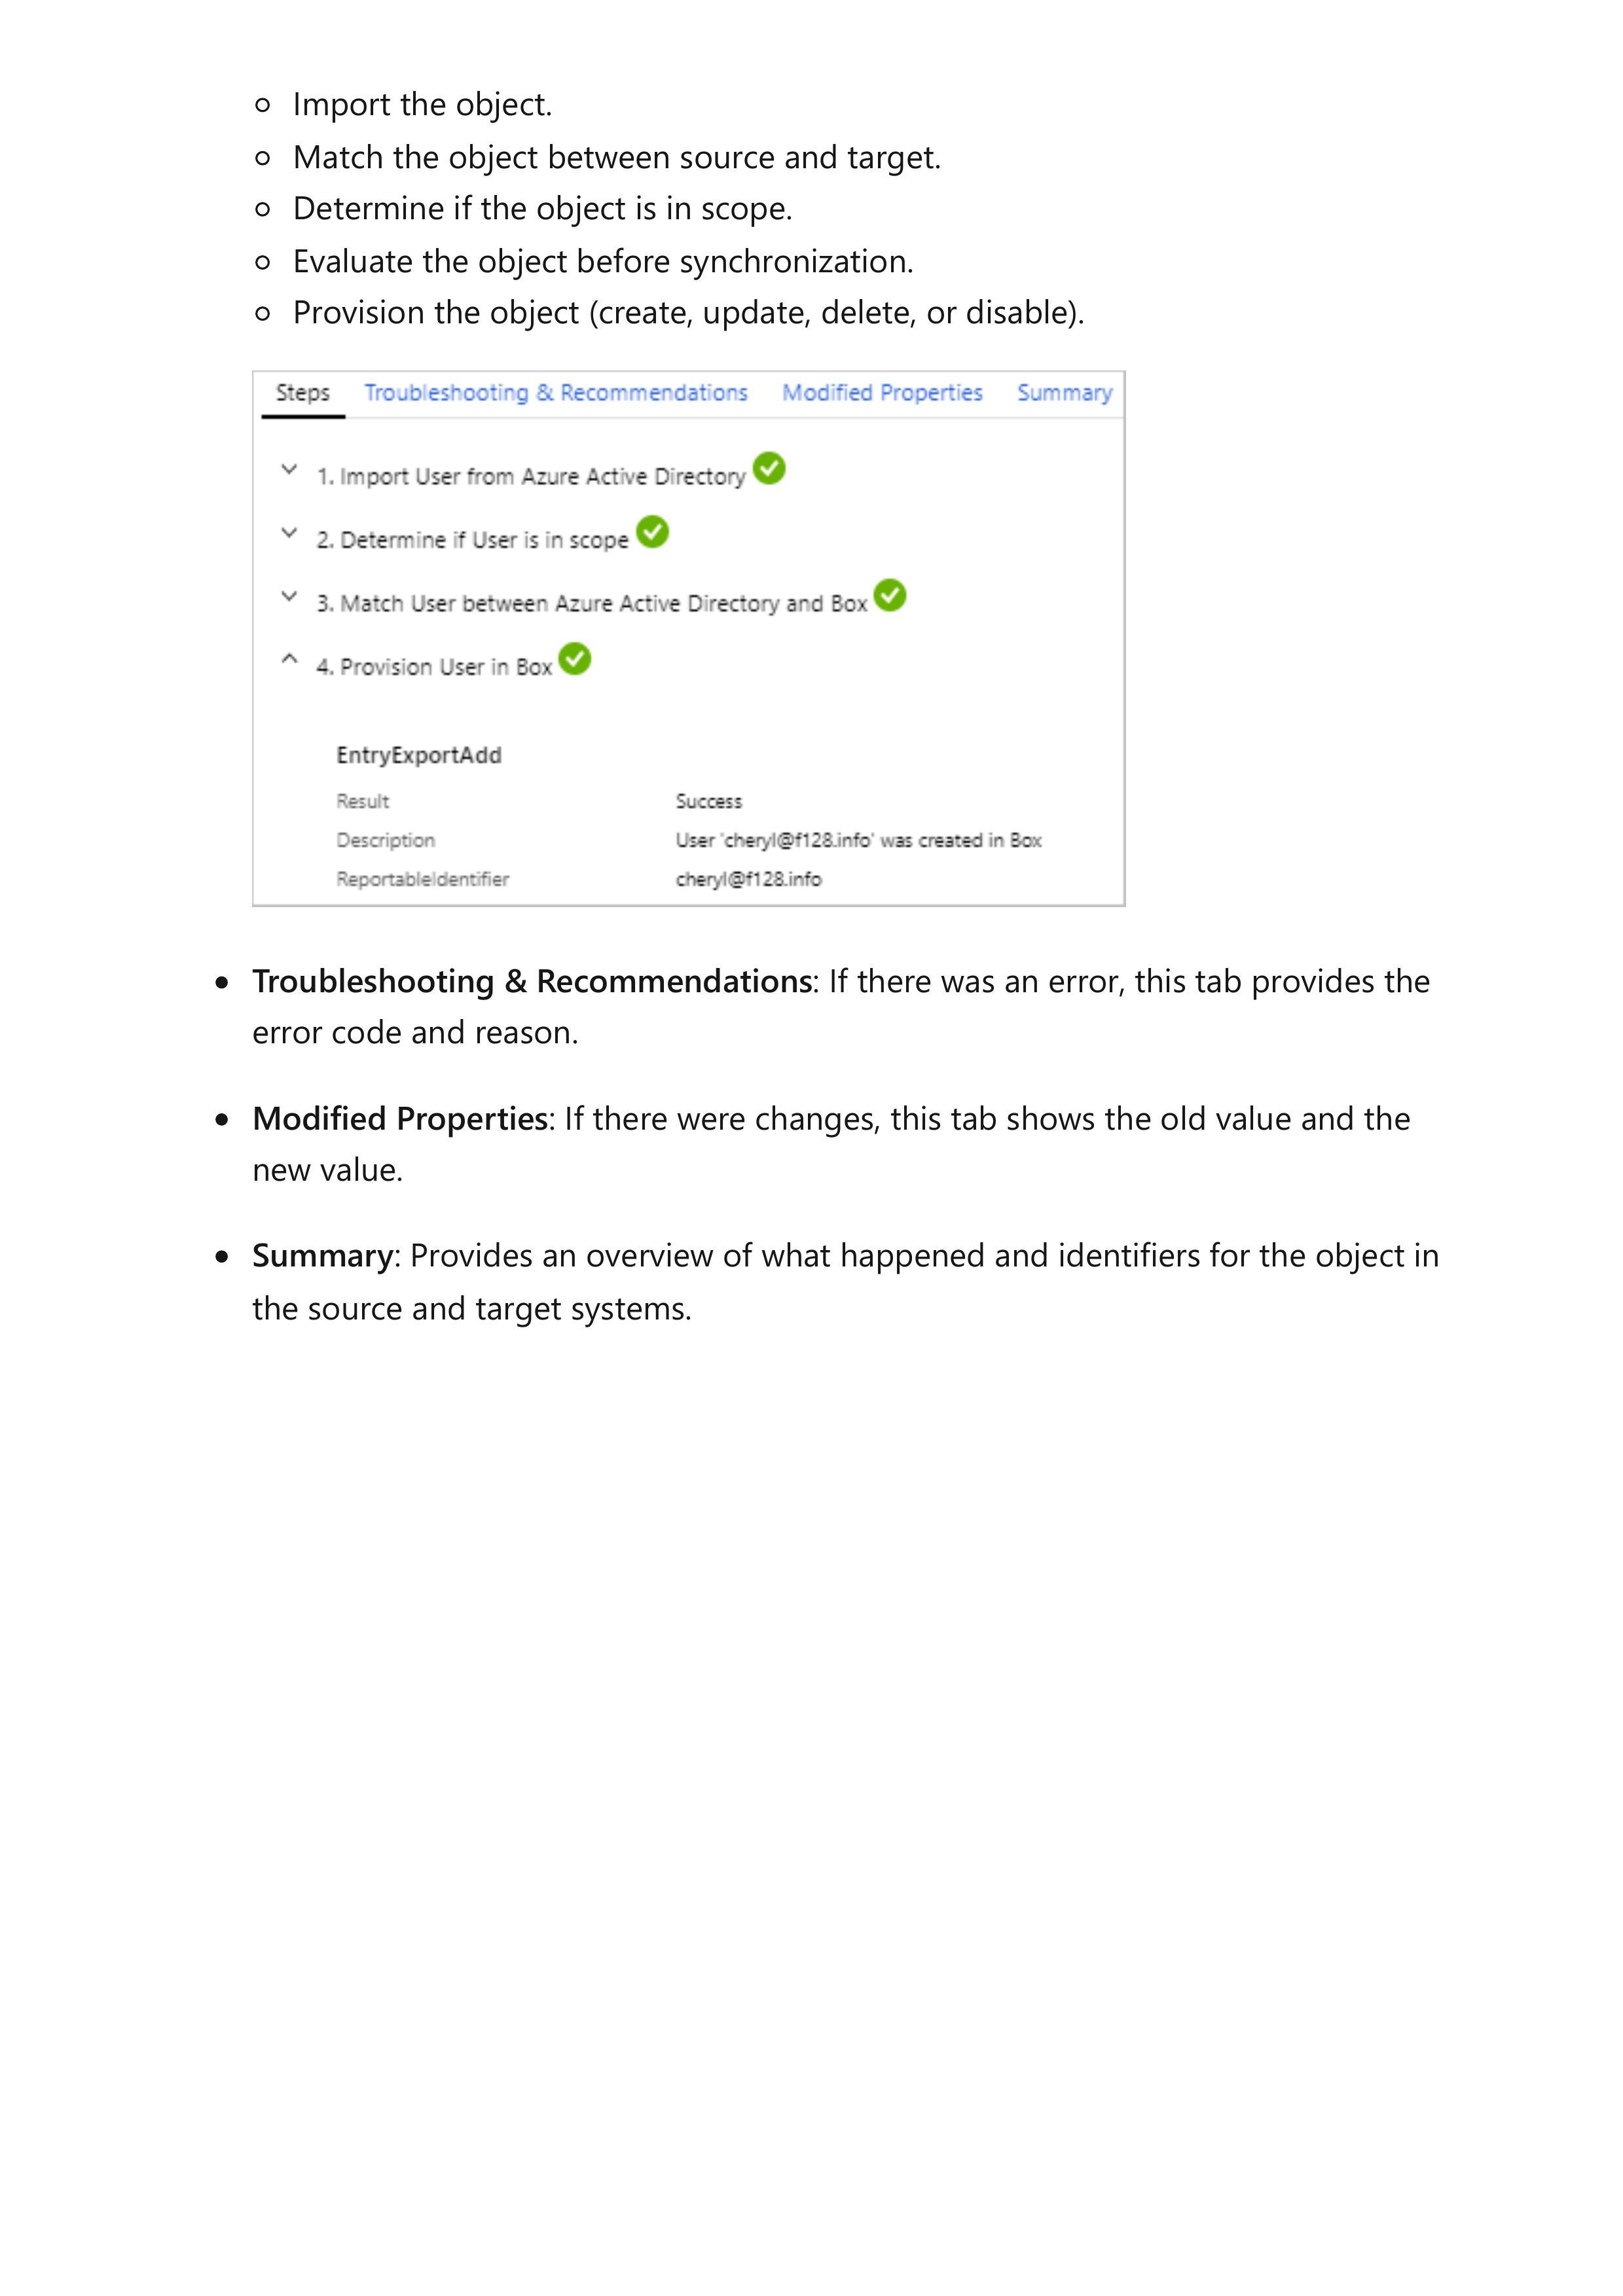 Import the object.
Match the object between source and target.
Determine if the object is in scope.
Evaluate the object before synchronization.
Provision the object (create, update, delete, or disable).
Steps Troubleshooting & Recommendations Modified Properties Summary
1. Import User from Azure Active Directory
2. Determine if User is in scope
3. Match User between Azure Active Directory and Box
4. Provision User in Box
EntryExportAdd
Result Success
Description User 'cheryl@f128.info' was created in Box
ReportableIdentifier cheryl@f128.info
Troubleshooting & Recommendations: If there was an error, this tab provides the
error code and reason.
Modified Properties: If there were changes, this tab shows the old value and the
new value.
Summary: Provides an overview of what happened and identifiers for the object in
the source and target systems.